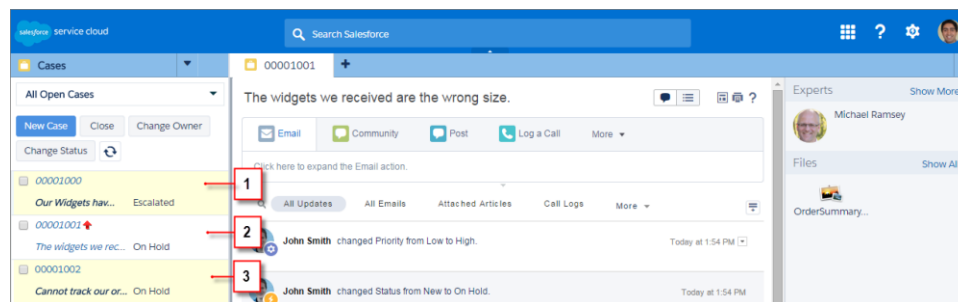 salesforce service cloud
Search Salesforce
?
Cases
00001001
+
All Open Cases
New Case Close Change Owner
Change Status
00001000
Our Widgets hav... Escalated
00001001
The widgets we rec... On Hold
00001002
Cannot track our or... On Hold
1
2
3
The widgets we received are the wrong size.
?
Email Community Post Log a Call More
Click here to expand the Email action.
All Updates All Emails Attached Articles Call Logs More
John Smith changed Priority from Low to High. Today at 1:54 PM
John Smith changed Status from New to On Hold. Today at 1:54 PM
Experts Show More
Michael Ramsey
Files Show All
OrderSummary...